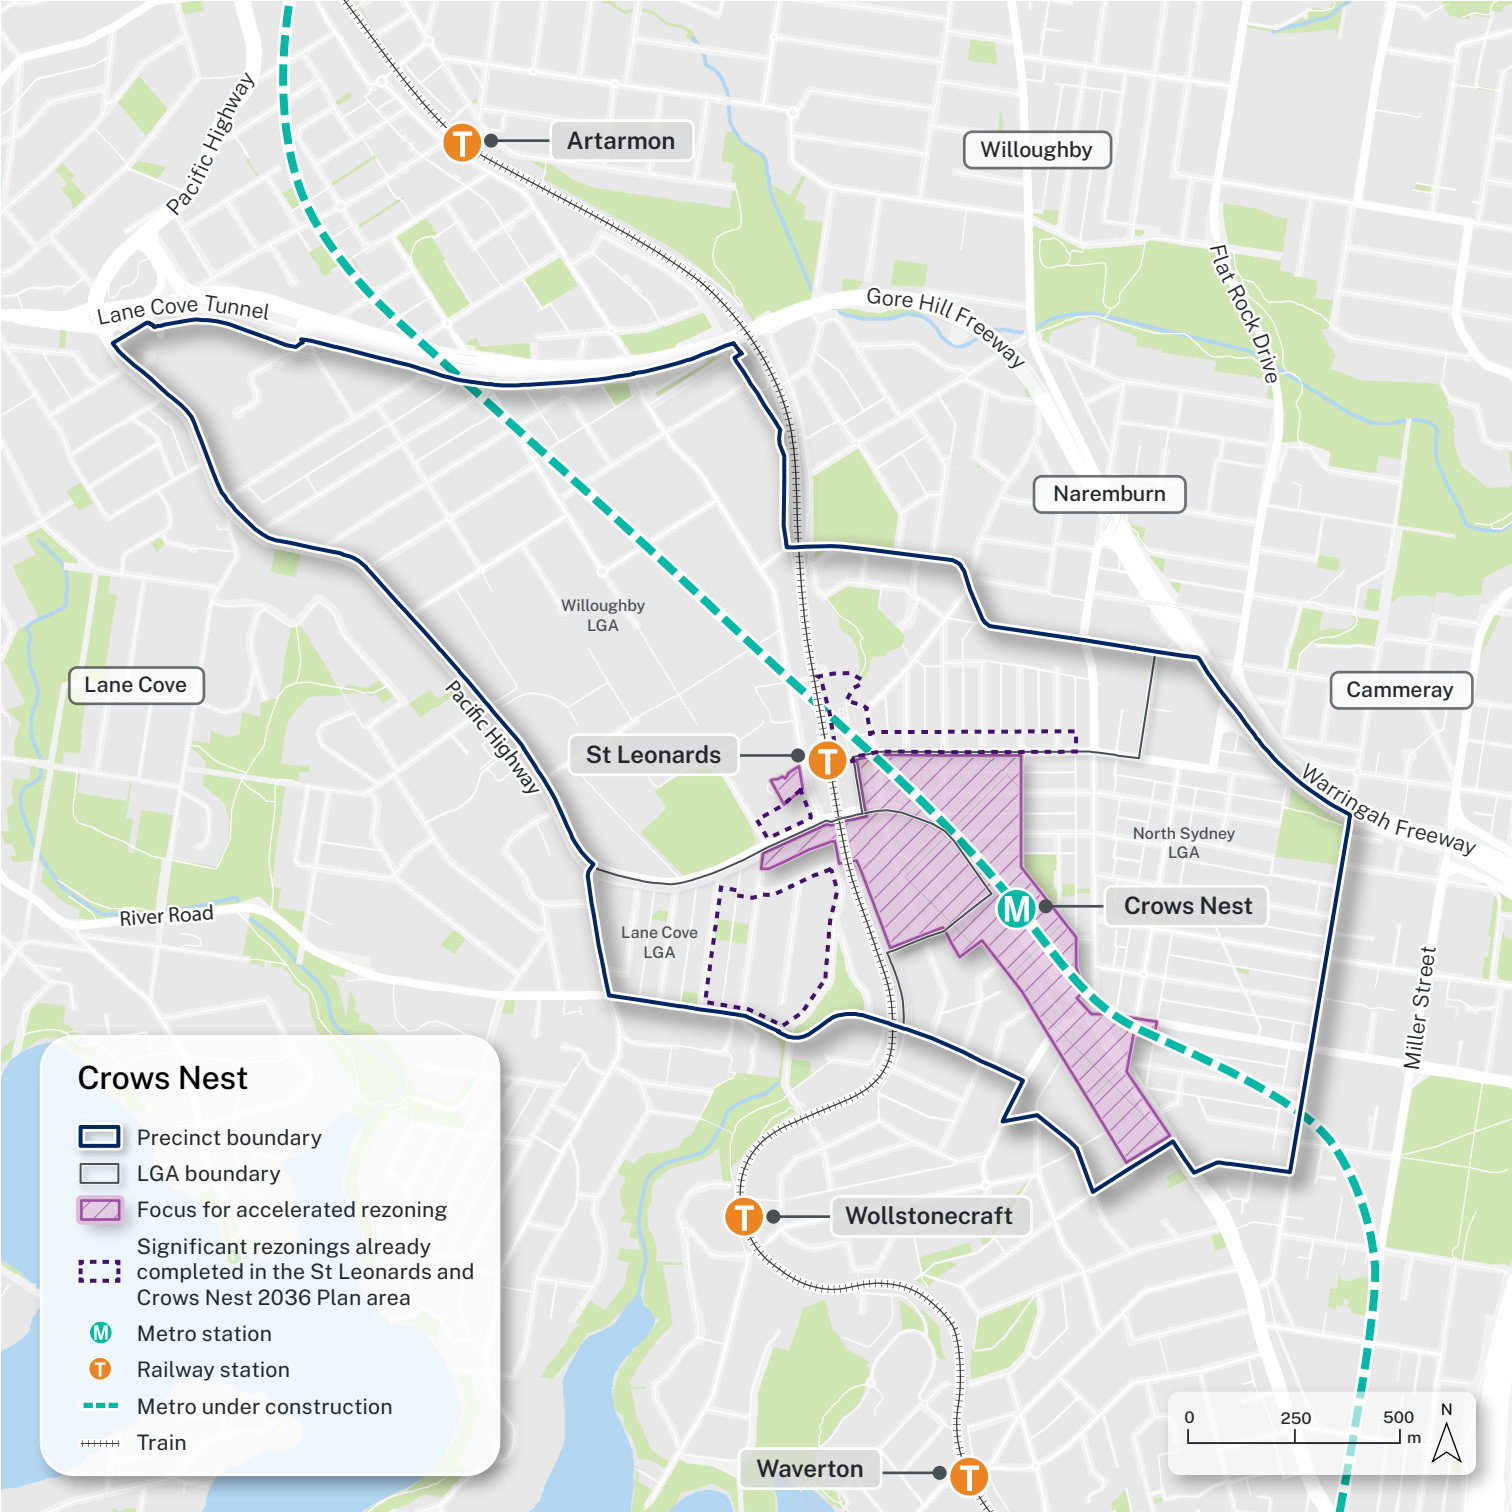 Artarmon
Willoughby
Pacific Highway
Flat Rock Drive
Lane Cove Tunnel
Gore Hill Freeway
Naremburn
Willoughby
LGA
Lane Cove
Pacific Highway
Cammeray
St Leonards
Warringah Freeway
North Sydney
LGA
Crows Nest
River Road
Lane Cove
LGA
Miller Street
Wollstonecraft
Waverton
T
T
M
T
T
Crows Nest
Precinct boundary
LGA boundary
Focus for accelerated rezoning
Significant rezonings already
completed in the St Leonards and
Crows Nest 2036 Plan area
M Metro station
T Railway station
Metro under construction
Train
0 250 500
m
N